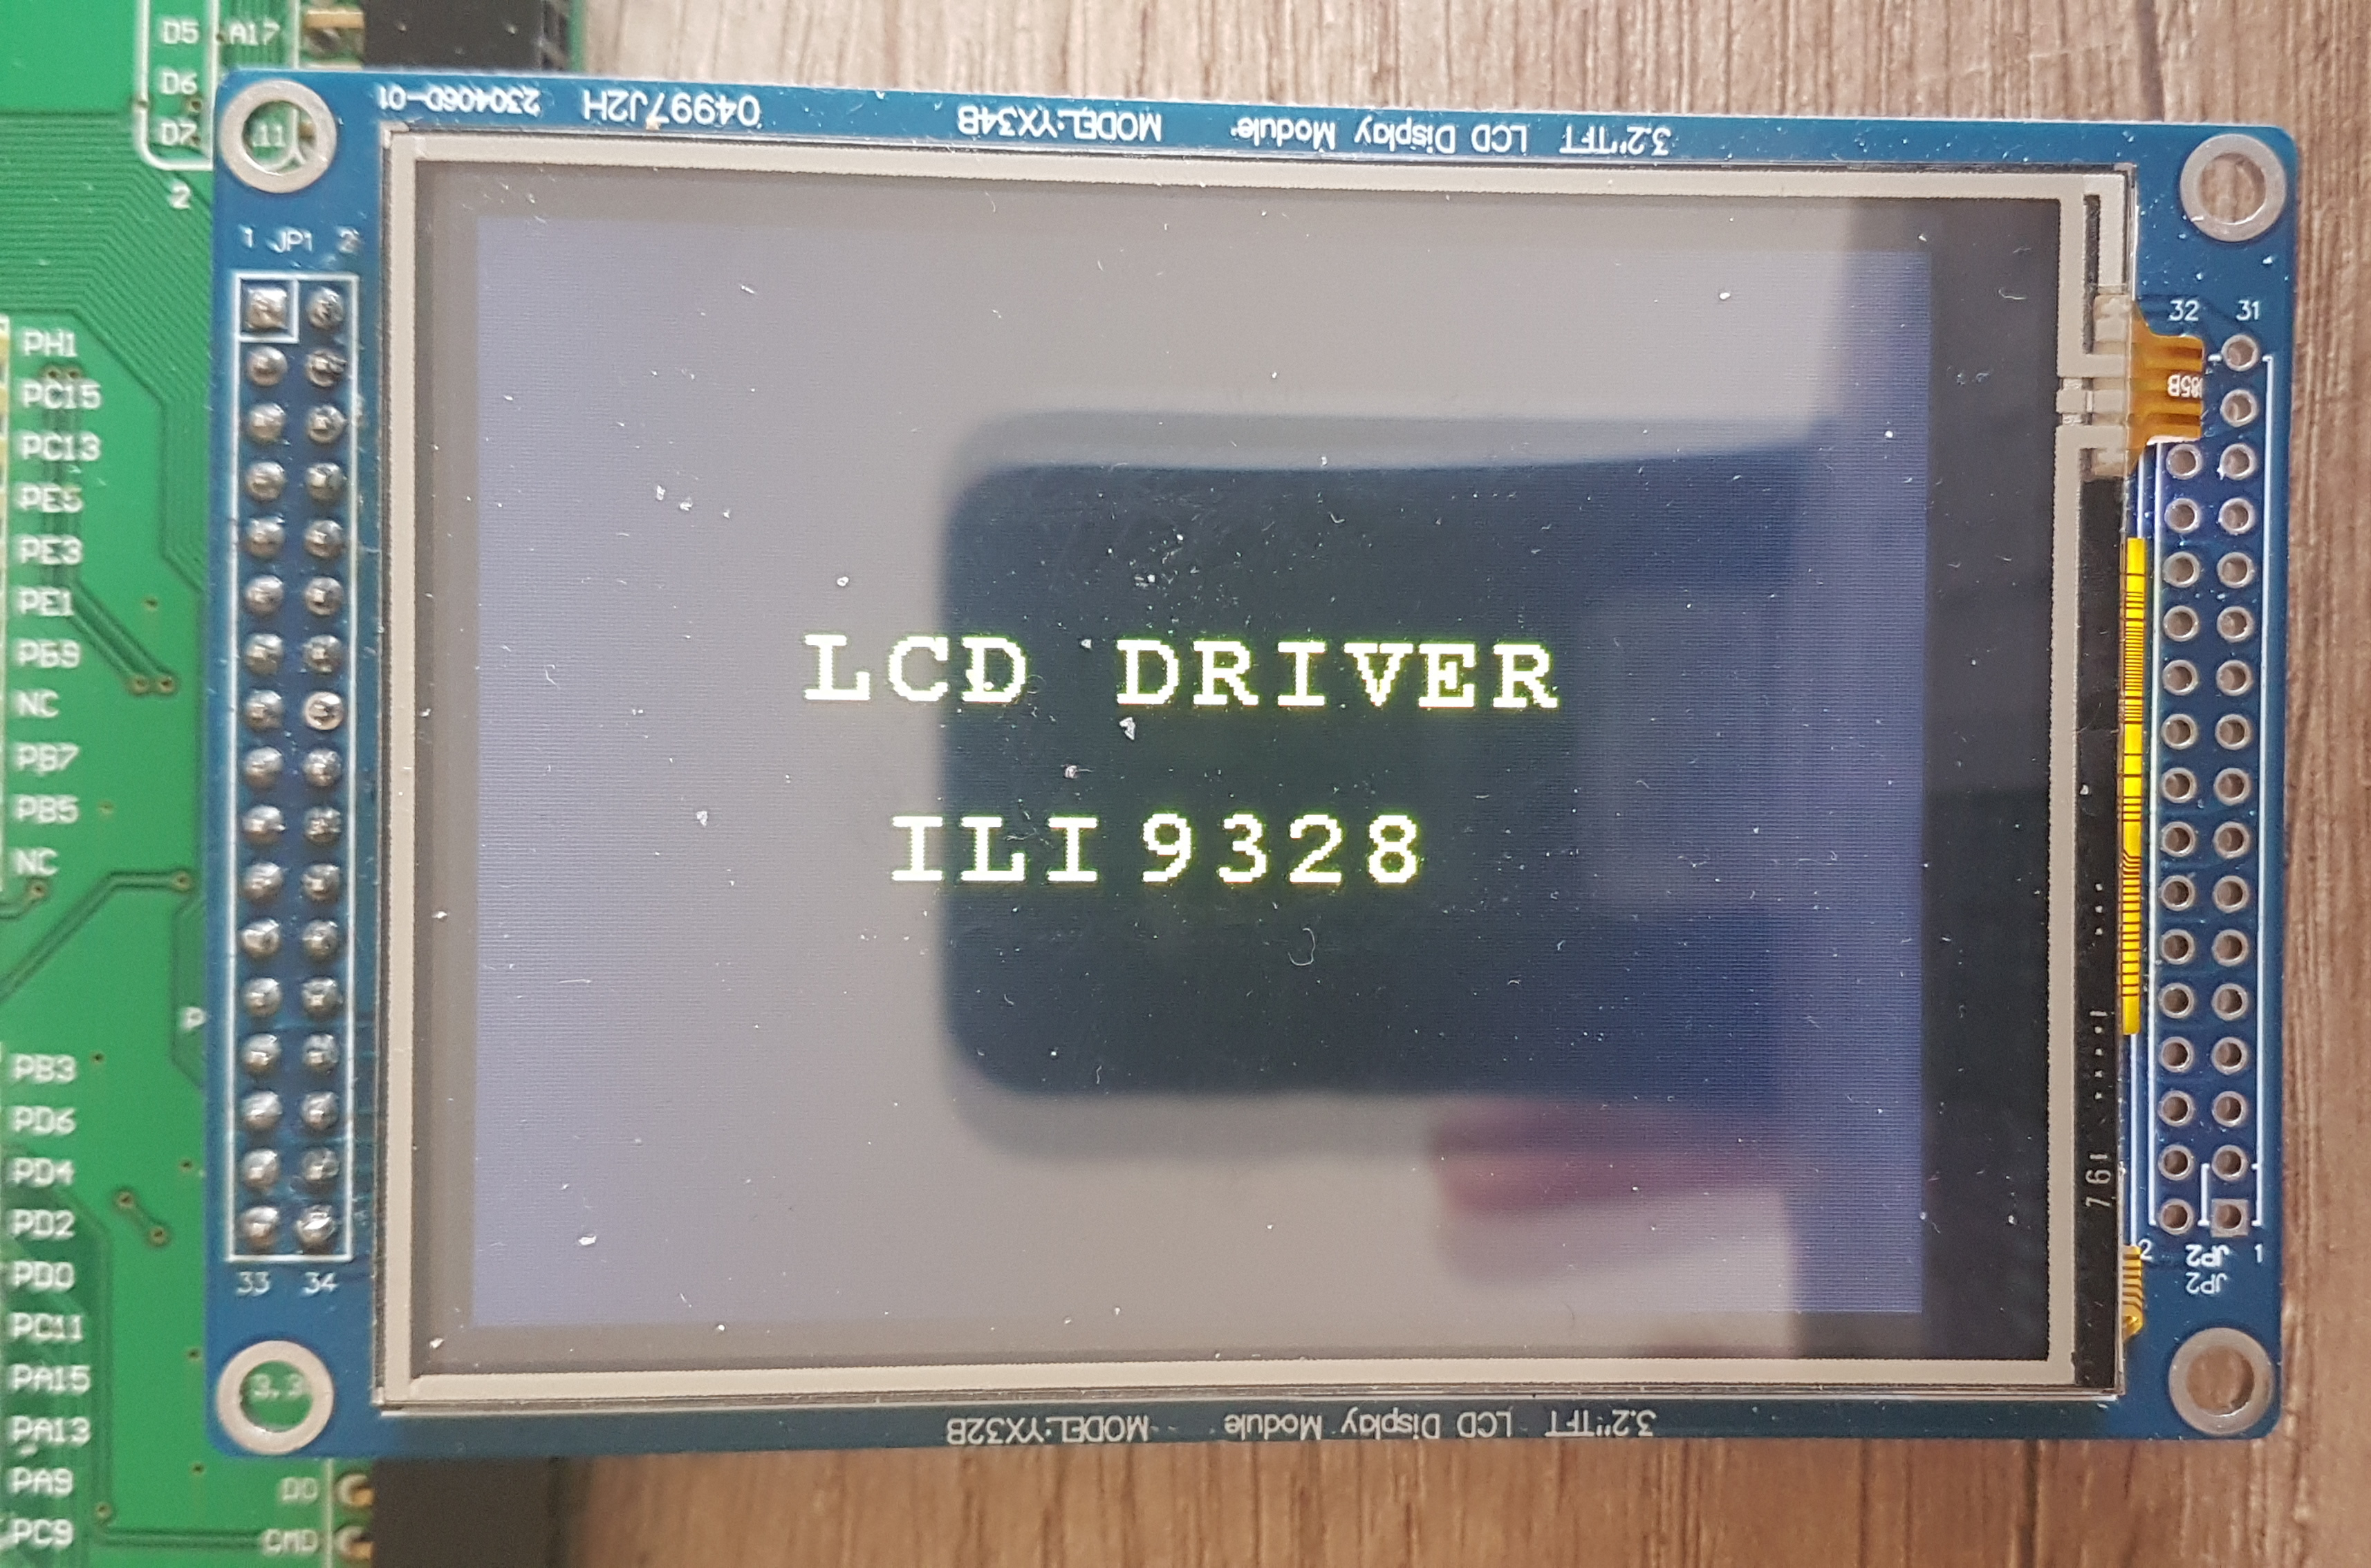 D5 A17
D6
D7
2
230406D-01 04997J2H MODEL:YX34B 3.2"TFT LCD Display Module
11
1 JP1 2
32 31
085B
PH1
PC15
PC13
PE5
PE3
PE1
PB9
NC
PB7
PB5
NC
LCD DRIVER
ILI9328
P
PB3
PD6
PD4
PD2
PD0
PC11
PA15
PA13
PA9
PC9
33 34
761
2 JP2 1
JP2
3.3
MODEL:YX32B 3.2"TFT LCD Display Module
D0
GND